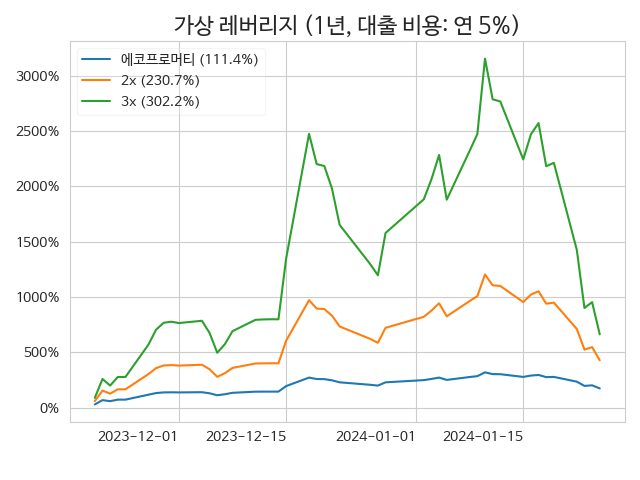 가상 레버리지 (1년, 대출 비용: 연 5%)
에코프로머티 (111.4%)
2x (230.7%)
3x (302.2%)
3000%
2500%
2000%
1500%
1000%
500%
0%
2023-12-01
2023-12-15
2024-01-01
2024-01-15